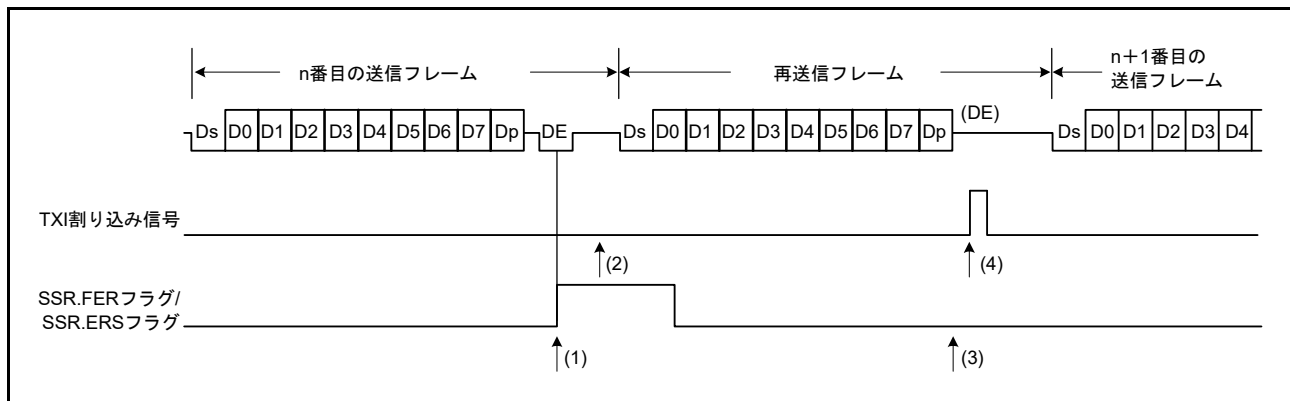 n番目の送信フレーム
再送信フレーム
n+1番目の
送信フレーム
Ds D0 D1 D2 D3 D4 D5 D6 D7 Dp DE Ds D0 D1 D2 D3 D4 D5 D6 D7 Dp (DE) Ds D0 D1 D2 D3 D4
TXI割り込み信号
(2) (4)
SSR.FERフラグ/
SSR.ERSフラグ
(1) (3)